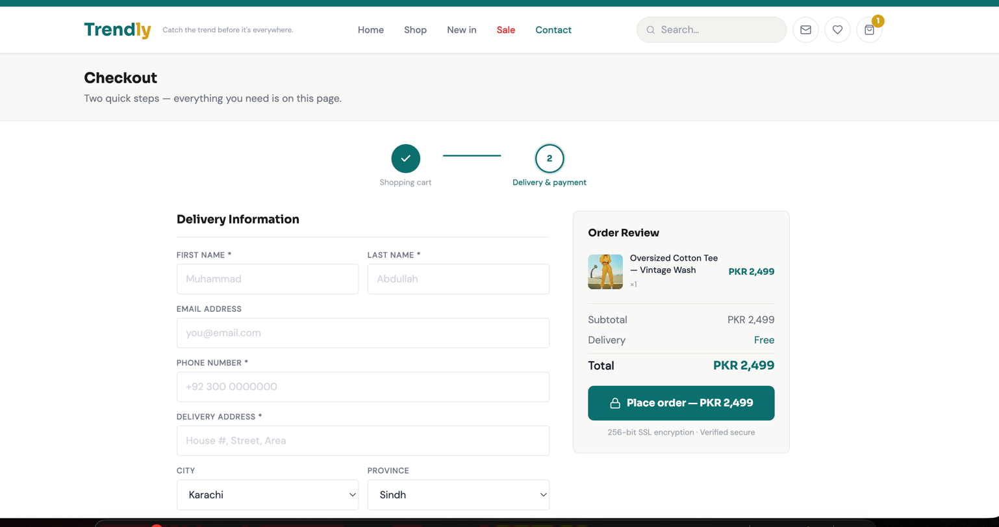 Trendly
Catch the trend before it's everywhere.
Home
Shop
New in
Sale
Contact
Search...
1
Checkout
Two quick steps — everything you need is on this page.
Shopping cart
2
Delivery & payment
Delivery Information
FIRST NAME *
LAST NAME *
Muhammad
Abdullah
EMAIL ADDRESS
you@email.com
PHONE NUMBER *
+92 300 0000000
DELIVERY ADDRESS *
House #, Street, Area
CITY
PROVINCE
Karachi
Sindh
Order Review
Oversized Cotton Tee
— Vintage Wash
×1
PKR 2,499
Subtotal PKR 2,499
Delivery Free
Total PKR 2,499
Place order — PKR 2,499
256-bit SSL encryption · Verified secure